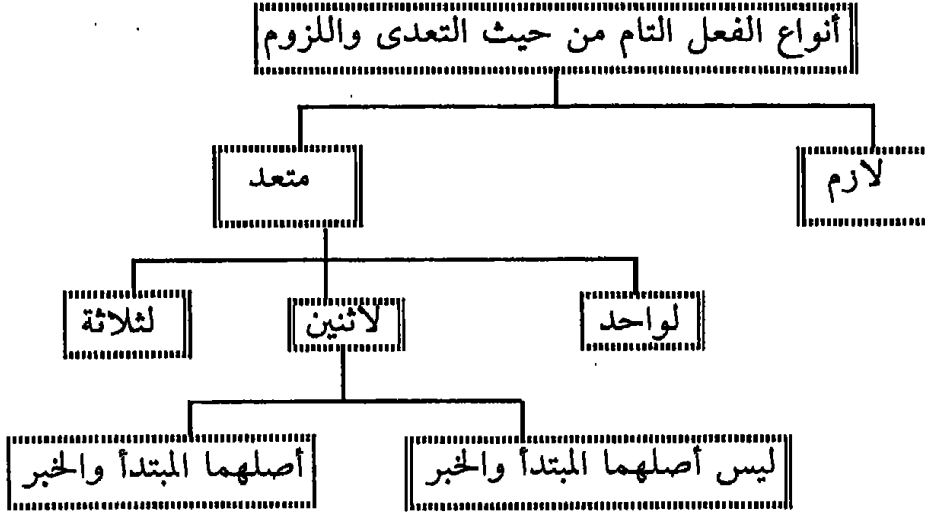 أنواع الفعل التام من حيث التعدى واللزوم
لازم
متعد
لواحد
لاثنين
لثلاثة
ليس أصلهما المبتدأ والخبر
أصلهما المبتدأ والخبر